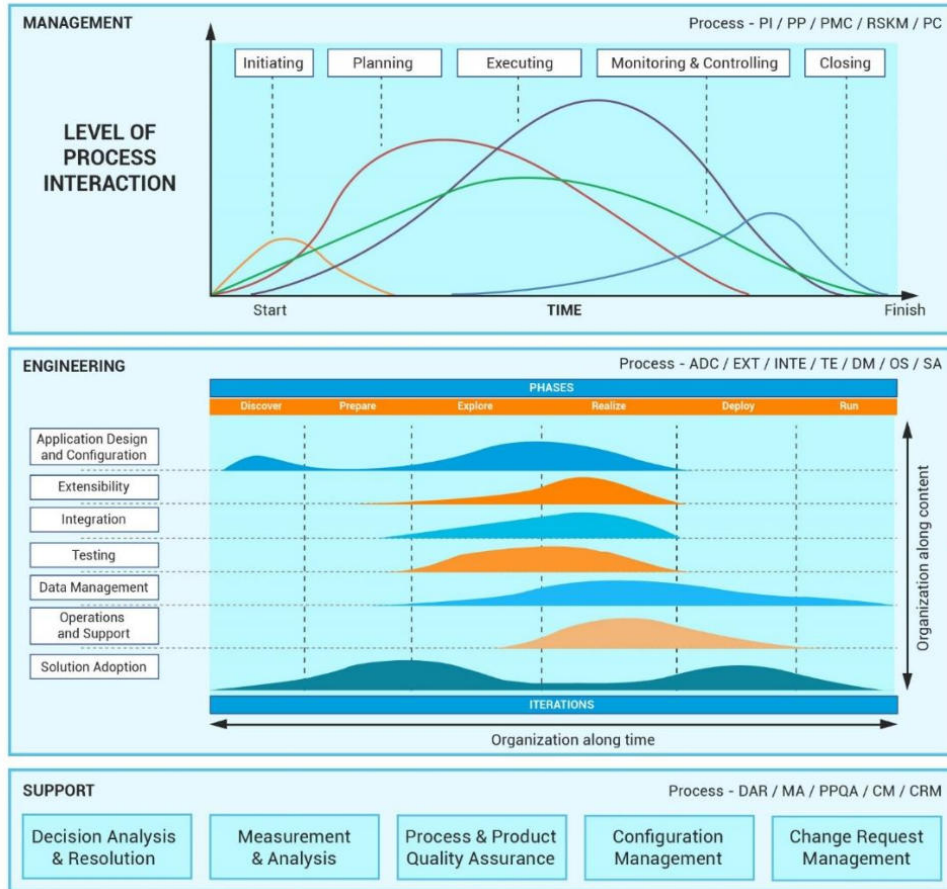 MANAGEMENT
Process - PI / PP / PMC / RSKM / PC
Initiating
Planning
Executing
Monitoring & Controlling
Closing
LEVEL OF
PROCESS
INTERACTION
Start
TIME
Finish
ENGINEERING
Process - ADC / EXT / INTE / TE / DM / OS / SA
PHASES
Discover
Prepare
Explore
Realize
Deploy
Run
Application Design
and Configuration
Extensibility
Integration
Testing
Data Management
Operations
and Support
Solution Adoption
Organization along content
ITERATIONS
Organization along time
SUPPORT
Process - DAR / MA / PPQA / CM / CRM
Decision Analysis
& Resolution
Measurement
& Analysis
Process & Product
Quality Assurance
Configuration
Management
Change Request
Management